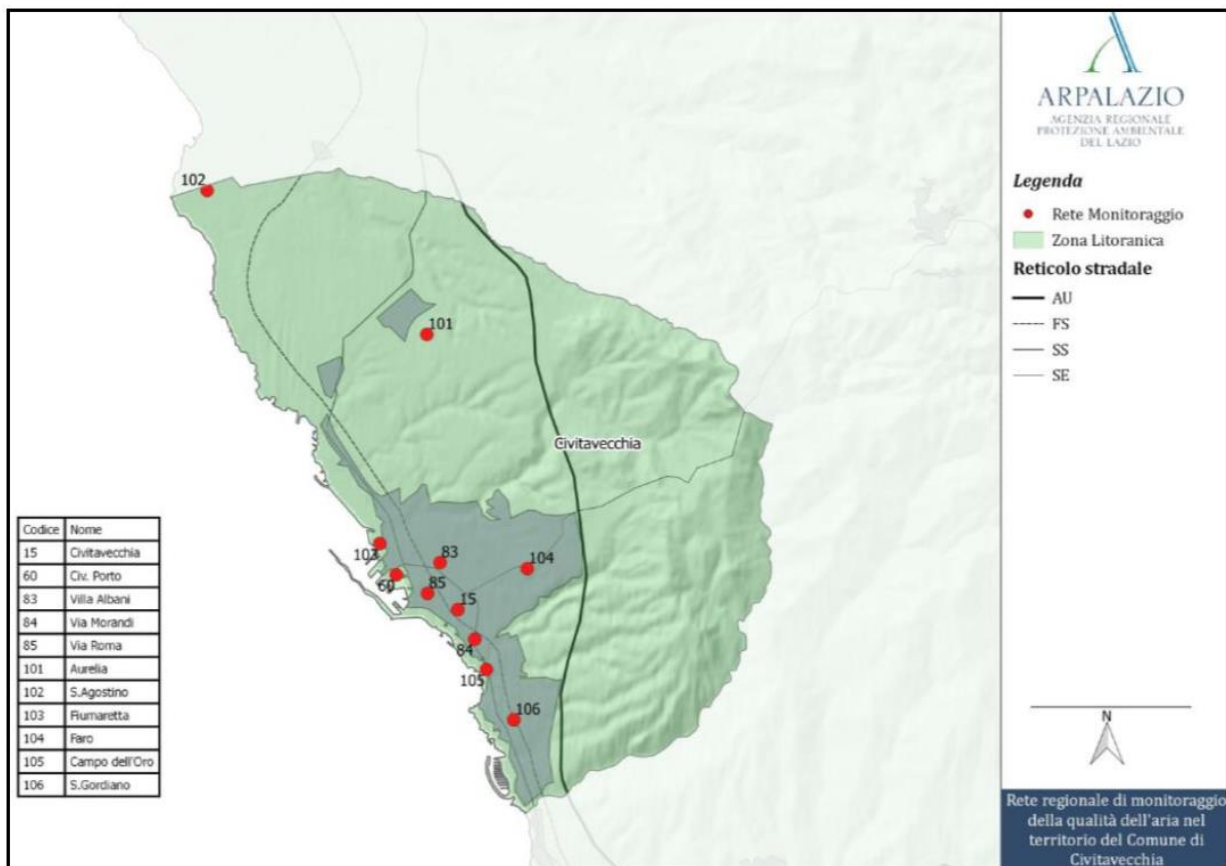 ARPALAZIO
AGENZIA REGIONALE
PROTEZIONE AMBIENTALE
DEL LAZIO
Legenda
Rete Monitoraggio
Zona Litoranica
Reticolo stradale
AU
FS
SS
SE
102
101
Civitavecchia
103
83
104
60
85
15
84
105
106
Codice Nome
15 Civitavecchia
60 Civ. Porto
83 Villa Albani
84 Via Morandi
85 Via Roma
101 Aurelia
102 S.Agostino
103 Fiumaretta
104 Faro
105 Campo dell'Oro
106 S.Gordiano
N
Rete regionale di monitoraggio
della qualità dell'aria nel
territorio del Comune di
Civitavecchia